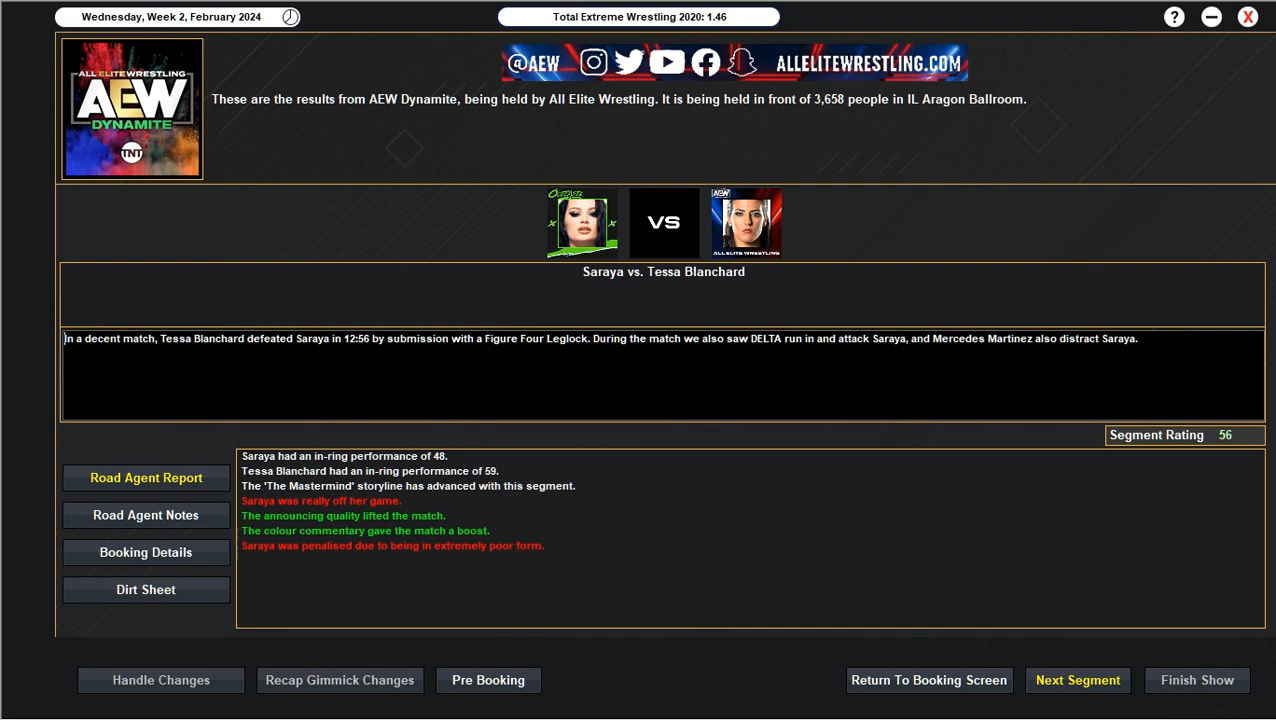 Wednesday, Week 2, February 2024
Total Extreme Wrestling 2020: 1.46
?
X
ALL ELITE WRESTLING
AEW
DYNAMITE
TNT
@AEW
ALLELITEWRESTLING.COM
These are the results from AEW Dynamite, being held by All Elite Wrestling. It is being held in front of 3,658 people in IL Aragon Ballroom.
Outcasts
VS
AEW
ALL ELITE WRESTLING
Saraya vs. Tessa Blanchard
In a decent match, Tessa Blanchard defeated Saraya in 12:56 by submission with a Figure Four Leglock. During the match we also saw DELTA run in and attack Saraya, and Mercedes Martinez also distract Saraya.
Segment Rating 56
Road Agent Report
Road Agent Notes
Booking Details
Dirt Sheet
Saraya had an in-ring performance of 48.
Tessa Blanchard had an in-ring performance of 59.
The 'The Mastermind' storyline has advanced with this segment.
Saraya was really off her game.
The announcing quality lifted the match.
The colour commentary gave the match a boost.
Saraya was penalised due to being in extremely poor form.
Handle Changes
Recap Gimmick Changes
Pre Booking
Return To Booking Screen
Next Segment
Finish Show